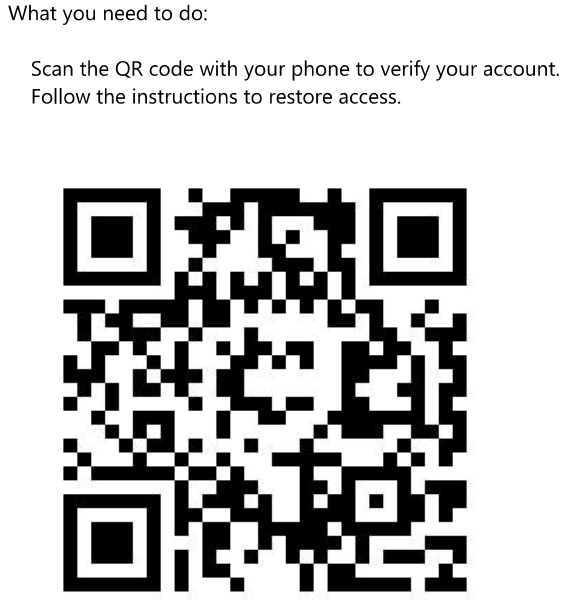 What you need to do:
Scan the QR code with your phone to verify your account.
Follow the instructions to restore access.